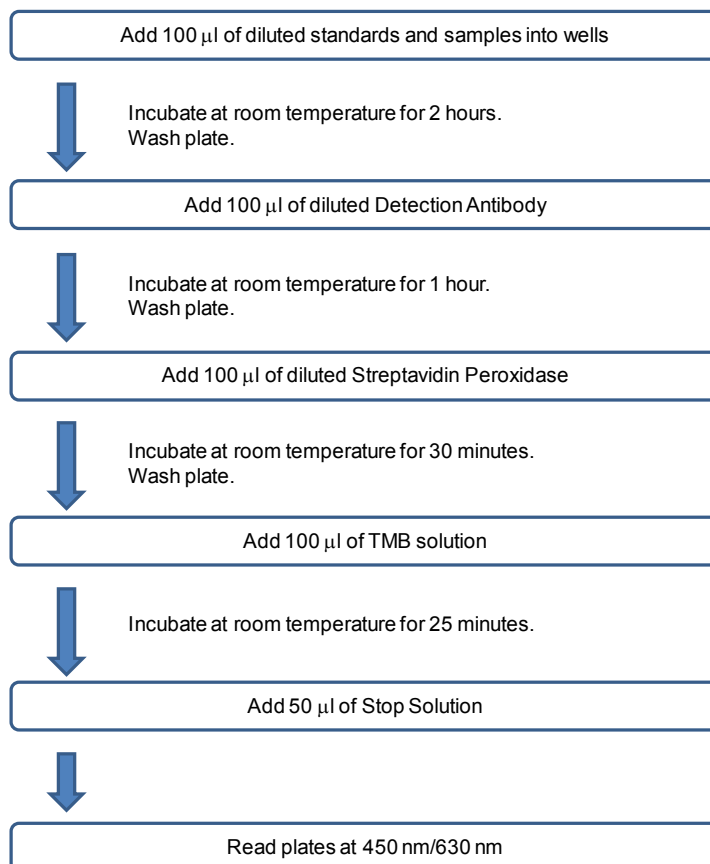 Add 100 μl of diluted standards and samples into wells
Incubate at room temperature for 2 hours.
Wash plate.
Add 100 μl of diluted Detection Antibody
Incubate at room temperature for 1 hour.
Wash plate.
Add 100 μl of diluted Streptavidin Peroxidase
Incubate at room temperature for 30 minutes.
Wash plate.
Add 100 μl of TMB solution
Incubate at room temperature for 25 minutes.
Add 50 μl of Stop Solution
Read plates at 450 nm/630 nm